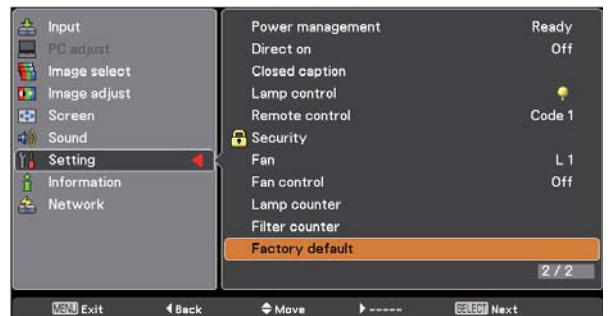 Input
PC adjust
Image select
Image adjust
Screen
Sound
Setting
Information
Network
Power management Ready
Direct on Off
Closed caption
Lamp control
Remote control Code 1
Security
Fan L 1
Fan control Off
Lamp counter
Filter counter
Factory default
2 / 2
MENU Exit Back Move ----- SELECT Next